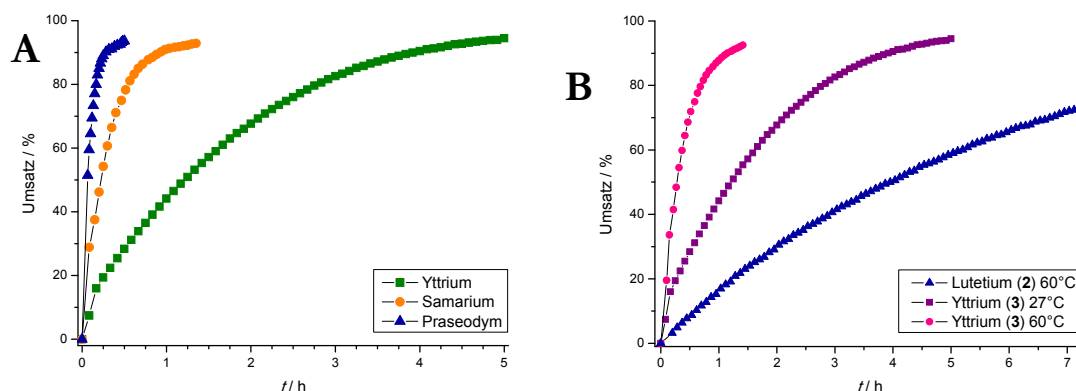 A
Umsatz / %
100
80
60
40
20
0
0
1
2
3
4
5
t / h
Yttrium
Samarium
Praseodym
B
Umsatz / %
100
80
60
40
20
0
0
1
2
3
4
5
6
7
t / h
Lutetium (2) 60°C
Yttrium (3) 27°C
Yttrium (3) 60°C